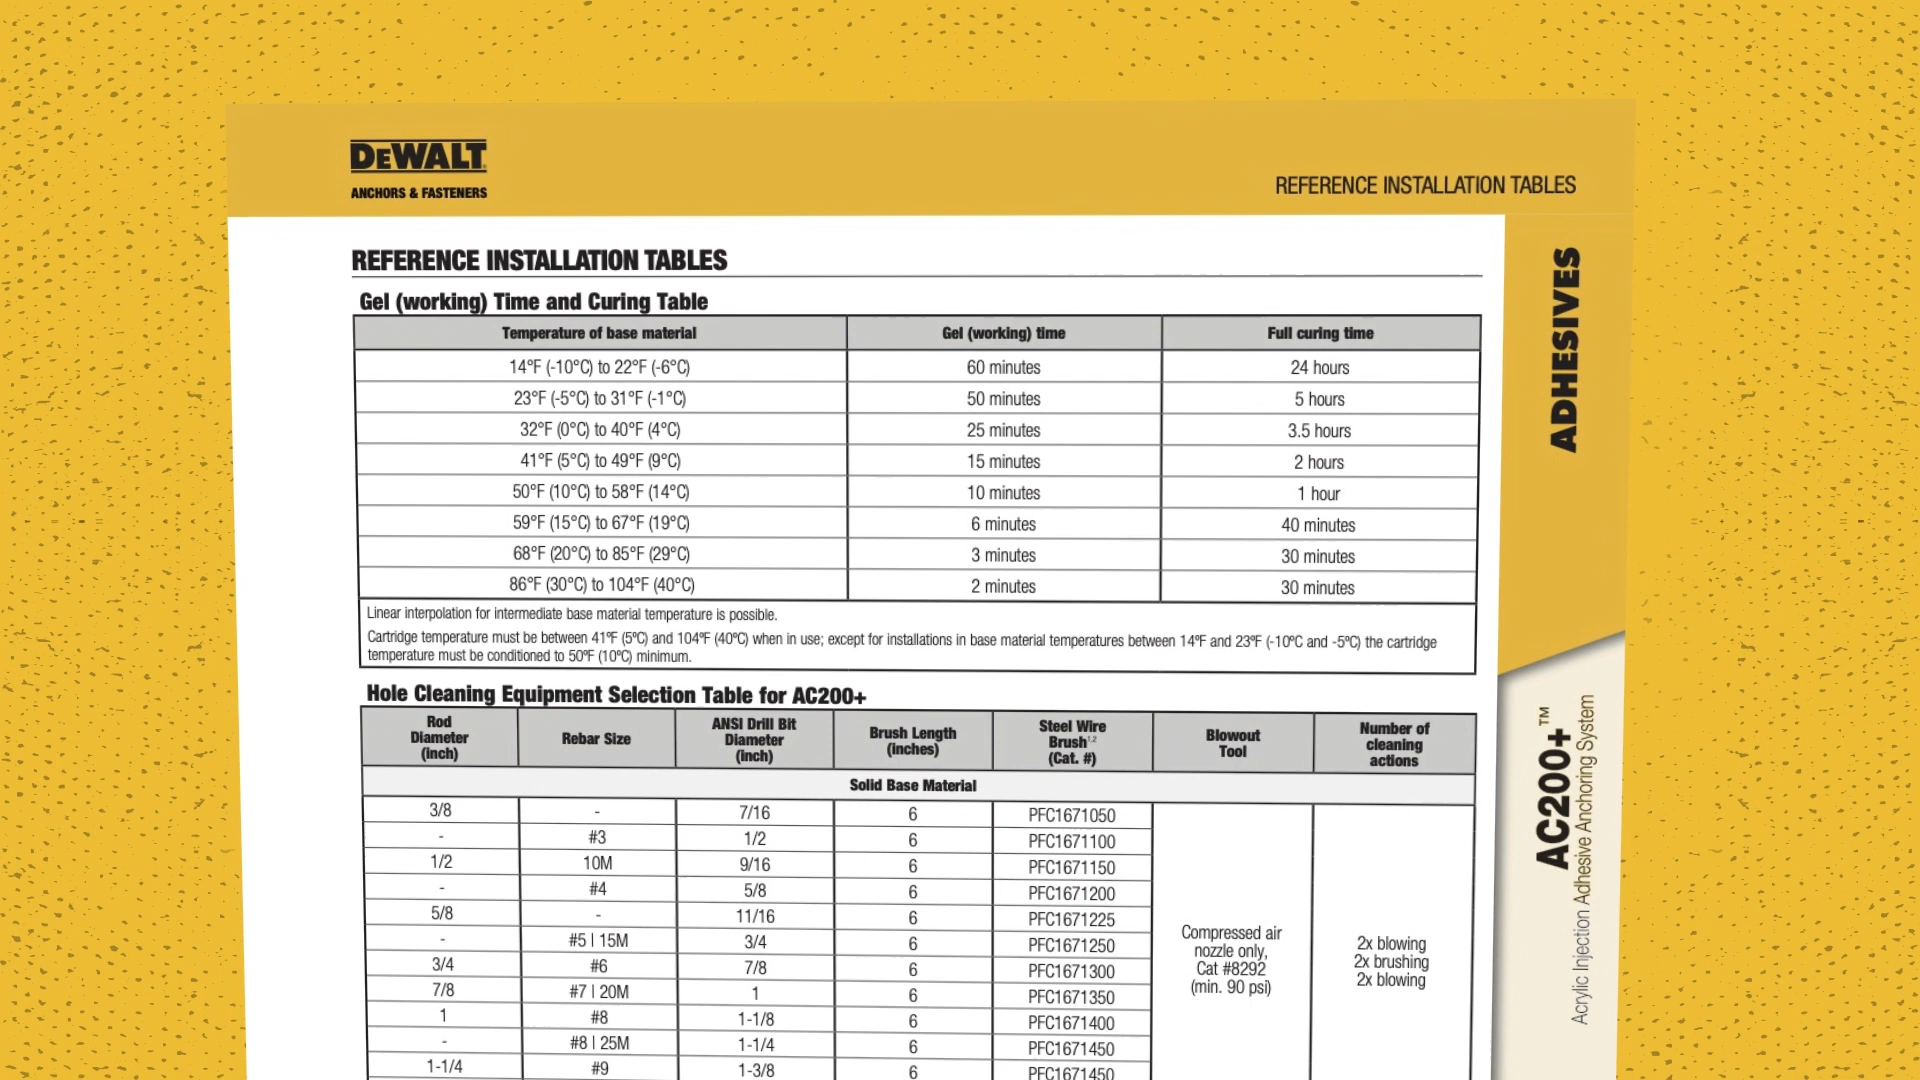 DEWALT
ANCHORS & FASTENERS
REFERENCE INSTALLATION TABLES
REFERENCE INSTALLATION TABLES
Gel (working) Time and Curing Table
Temperature of base material Gel (working) time Full curing time
14°F (-10°C) to 22°F (-6°C) 60 minutes 24 hours
23°F (-5°C) to 31°F (-1°C) 50 minutes 5 hours
32°F (0°C) to 40°F (4°C) 25 minutes 3.5 hours
41°F (5°C) to 49°F (9°C) 15 minutes 2 hours
50°F (10°C) to 58°F (14°C) 10 minutes 1 hour
59°F (15°C) to 67°F (19°C) 6 minutes 40 minutes
68°F (20°C) to 85°F (29°C) 3 minutes 30 minutes
86°F (30°C) to 104°F (40°C) 2 minutes 30 minutes
Linear interpolation for intermediate base material temperature is possible.
Cartridge temperature must be between 41ºF (5ºC) and 104ºF (40ºC) when in use; except for installations in base material temperatures between 14ºF and 23ºF (-10ºC and -5ºC) the cartridge
temperature must be conditioned to 50ºF (10ºC) minimum.
Hole Cleaning Equipment Selection Table for AC200+
Rod Diameter (inch) Rebar Size ANSI Drill Bit Diameter (inch) Brush Length (inches) Steel Wire Brush1,2 (Cat. #) Blowout Tool Number of cleaning actions
Solid Base Material
3/8 - 7/16 6 PFC1671050
- #3 1/2 6 PFC1671100
1/2 10M 9/16 6 PFC1671150
- #4 5/8 6 PFC1671200
5/8 - 11/16 6 PFC1671225
- #5 | 15M 3/4 6 PFC1671250
3/4 #6 7/8 6 PFC1671300
7/8 #7 | 20M 1 6 PFC1671350
1 #8 1-1/8 6 PFC1671400
- #8 | 25M 1-1/4 6 PFC1671450
1-1/4 #9 1-3/8 6 PFC1671450
Compressed air
nozzle only,
Cat #8292
(min. 90 psi)
2x blowing
2x brushing
2x blowing
ADHESIVES
AC200+™
Acrylic Injection Adhesive Anchoring System